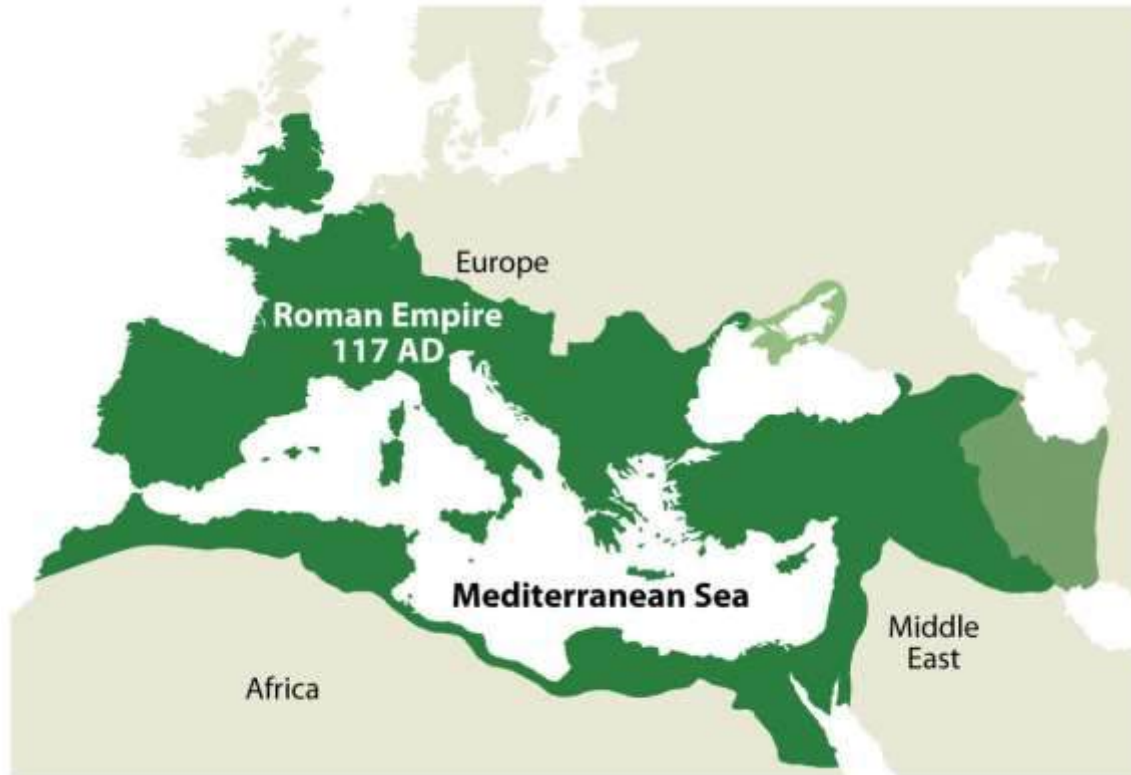 Europe
Roman Empire
117 AD
Mediterranean Sea
Middle
East
Africa